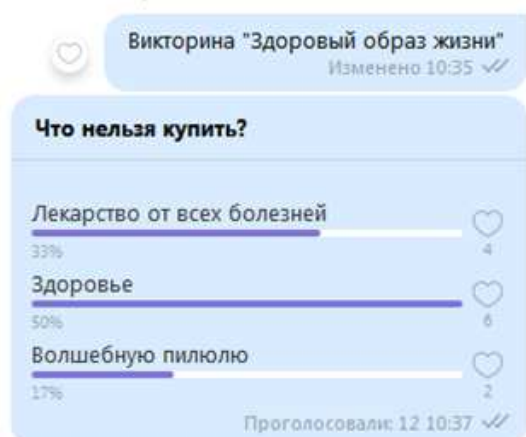 Викторина "Здоровый образ жизни"
Изменено 10:35
Что нельзя купить?
Лекарство от всех болезней
33%
4
Здоровье
50%
6
Волшебную пилюлю
17%
2
Проголосовали: 12 10:37